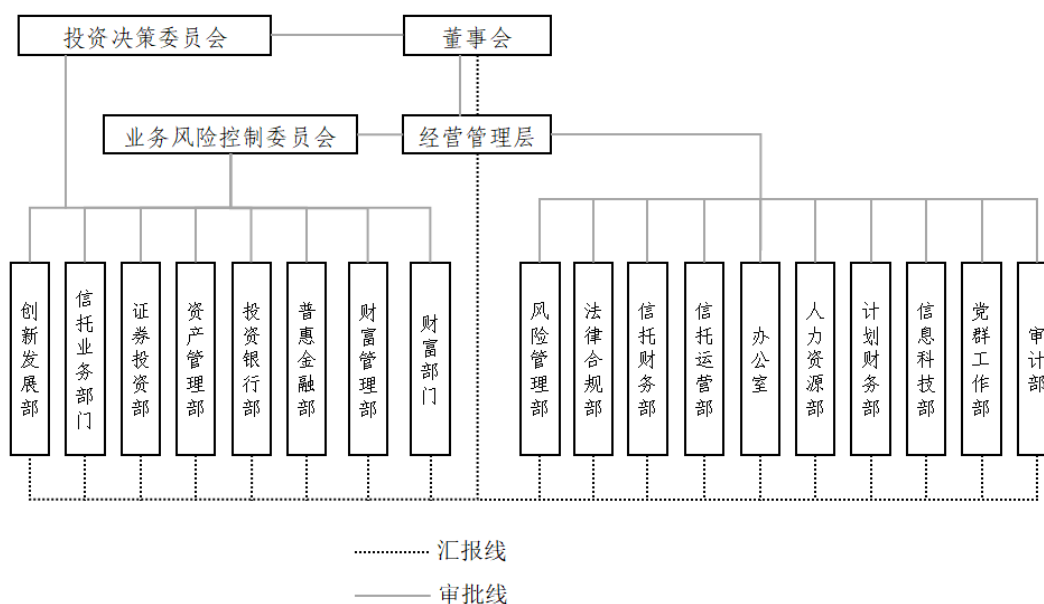 投资决策委员会
董事会
业务风险控制委员会
经营管理层
创新发展部
信托业务部门
证券投资部
资产管理部
投资银行部
普惠金融部
财富管理部
财富部门
风险管理部
法律合规部
信托财务部
信托运营部
办公室
人力资源部
计划财务部
信息科技部
党群工作部
审计部
汇报线
审批线